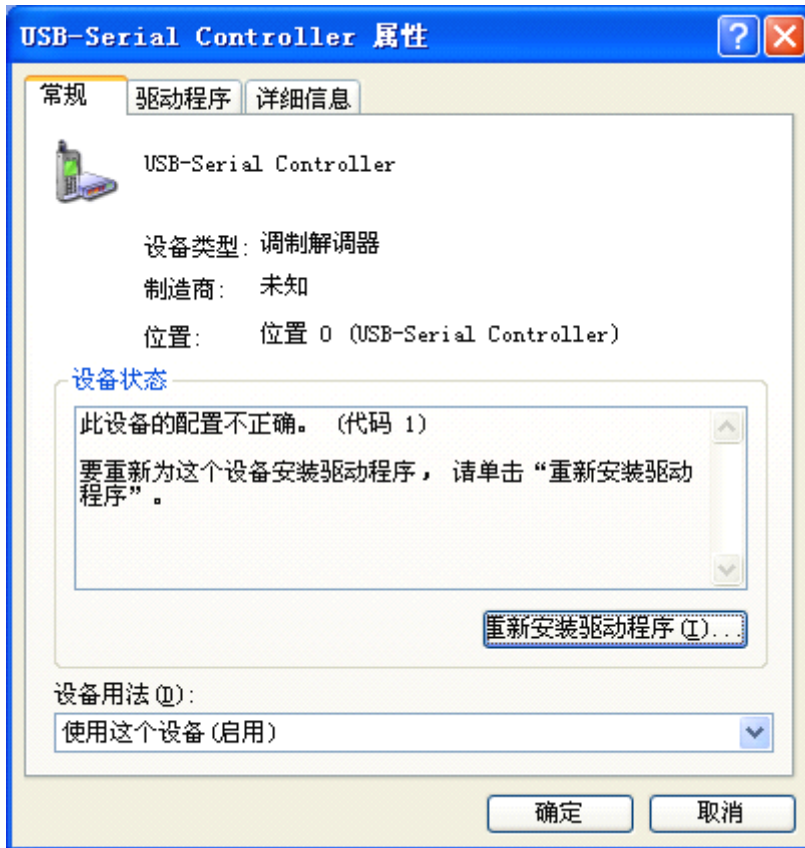 USB-Serial Controller 属性
常规 驱动程序 详细信息
USB-Serial Controller
设备类型: 调制解调器
制造商: 未知
位置: 位置 0 (USB-Serial Controller)
设备状态
此设备的配置不正确。 (代码 1)
要重新为这个设备安装驱动程序, 请单击“重新安装驱动
程序”。
重新安装驱动程序(I)...
设备用法(D):
使用这个设备(启用)
确定 取消